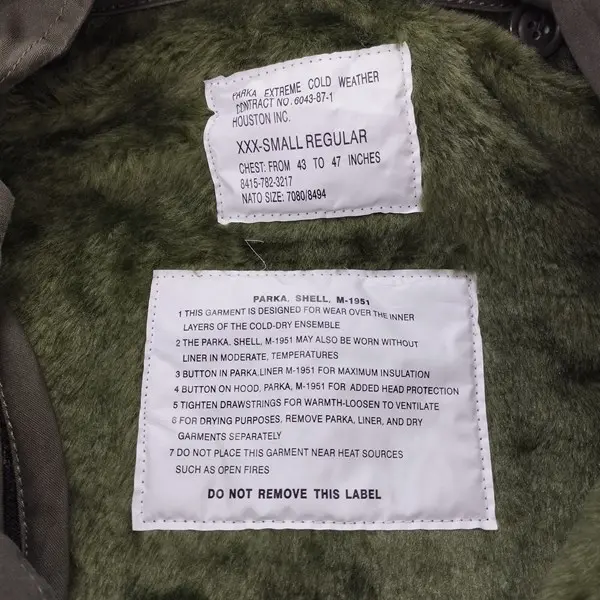 PARKA EXTREME COLD WEATHER
CONTRACT NO. 6043-87-1
HOUSTON INC.
XXX-SMALL REGULAR
CHEST: FROM 43 TO 47 INCHES
8415-782-3217
NATO SIZE: 7080/8494
PARKA, SHELL, M-1951
1 THIS GARMENT IS DESIGNED FOR WEAR OVER THE INNER
LAYERS OF THE COLD-DRY ENSEMBLE
2 THE PARKA, SHELL, M-1951 MAY ALSO BE WORN WITHOUT
LINER IN MODERATE, TEMPERATURES
3 BUTTON IN PARKA,LINER M-1951 FOR MAXIMUM INSULATION
4 BUTTON ON HOOD, PARKA, M-1951 FOR ADDED HEAD PROTECTION
5 TIGHTEN DRAWSTRINGS FOR WARMTH-LOOSEN TO VENTILATE
6 FOR DRYING PURPOSES, REMOVE PARKA, LINER, AND DRY
GARMENTS SEPARATELY
7 DO NOT PLACE THIS GARMENT NEAR HEAT SOURCES
SUCH AS OPEN FIRES
DO NOT REMOVE THIS LABEL